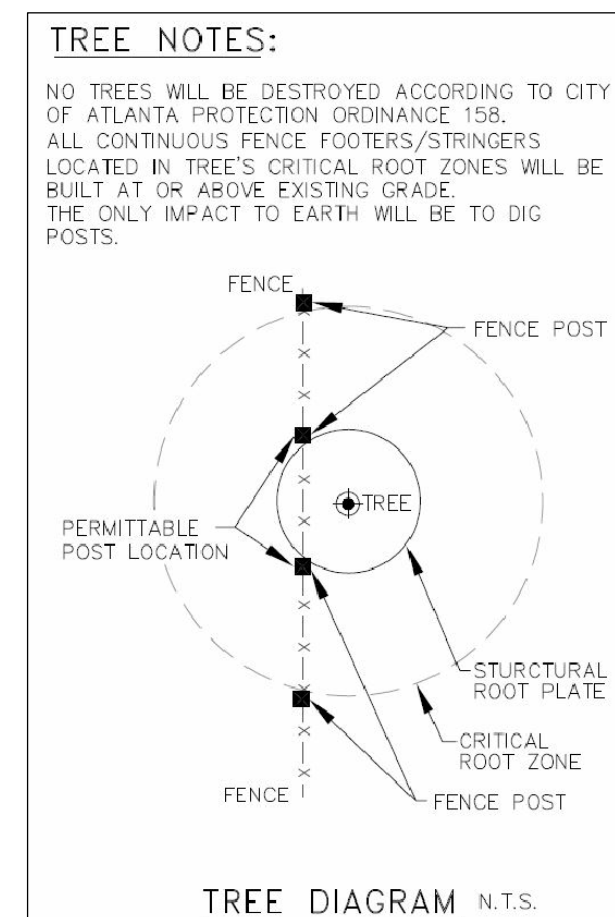 TREE NOTES:
NO TREES WILL BE DESTROYED ACCORDING TO CITY
OF ATLANTA PROTECTION ORDINANCE 158.
ALL CONTINUOUS FENCE FOOTERS/STRINGERS
LOCATED IN TREE'S CRITICAL ROOT ZONES WILL BE
BUILT AT OR ABOVE EXISTING GRADE.
THE ONLY IMPACT TO EARTH WILL BE TO DIG
POSTS.
FENCE
FENCE POST
TREE
PERMITTABLE
POST LOCATION
STURCTURAL
ROOT PLATE
CRITICAL
ROOT ZONE
FENCE
FENCE POST
TREE DIAGRAM N.T.S.